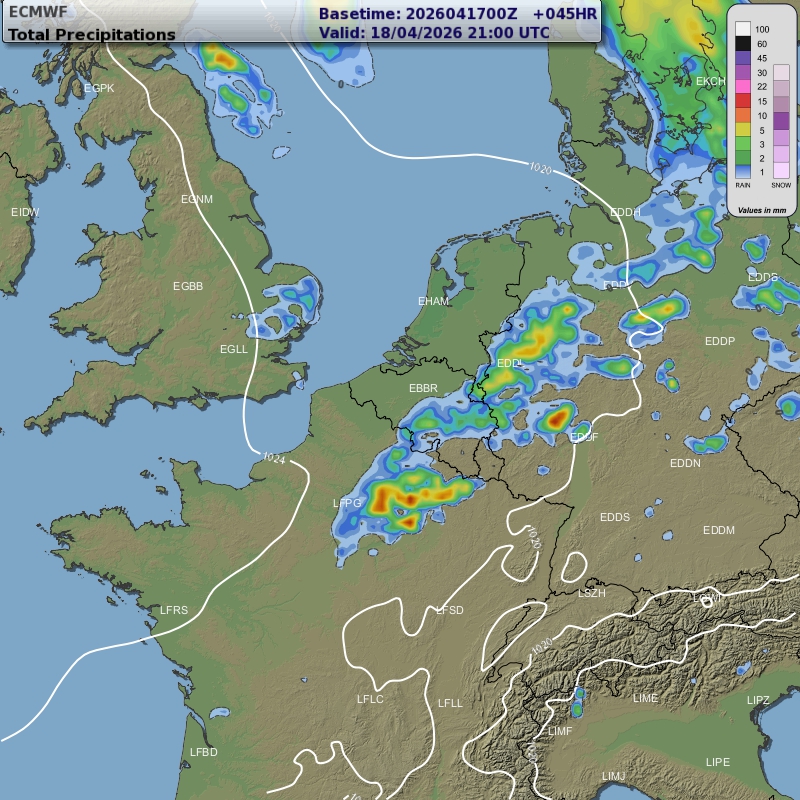 ECMWF
Total Precipitations
Basetime: 2026041700Z +045HR
Valid: 18/04/2026 21:00 UTC
100
60
45
30
22
15
10
5
3
2
1
RAIN SNOW
Values in mm
EGPK
EKCH
1020
EGNM
EIDW
EDDH
EGBB
EHAM
EGLL
EDDP
EBBR
EDDF
1024
EDDN
LFPG
EDDS
EDDM
1020
LSZH
LFRS
LFSD
1020
LFLC
LFLL
LIME
LIPZ
LIMF
LFBD
LIPE
LIMJ